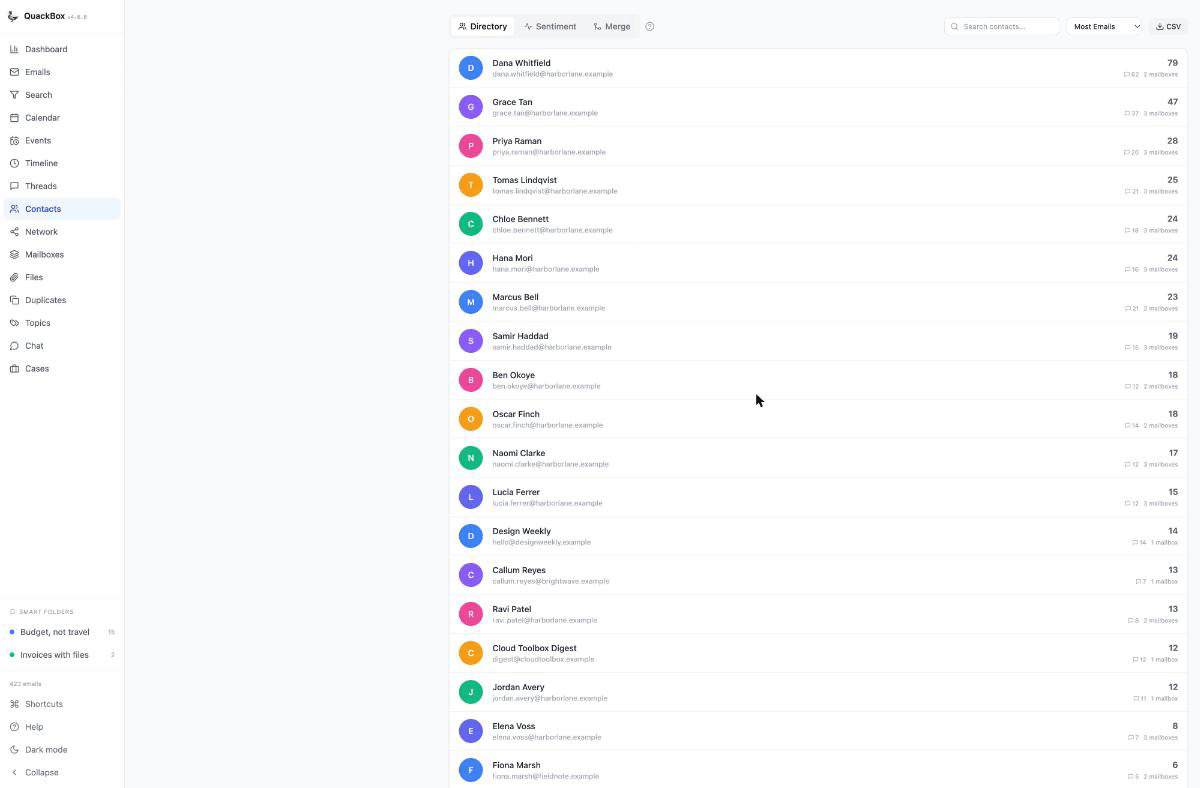 QuackBox v4.6.8
Dashboard
Emails
Search
Calendar
Events
Timeline
Threads
Contacts
Network
Mailboxes
Files
Duplicates
Topics
Chat
Cases
SMART FOLDERS
Budget, not travel 15
Invoices with files 2
423 emails
Shortcuts
Help
Dark mode
Collapse
Directory Sentiment Merge
Search contacts... Most Emails CSV
D Dana Whitfield 79
dana.whitfield@harborlane.example 62 2 mailboxes
G Grace Tan 47
grace.tan@harborlane.example 37 3 mailboxes
P Priya Raman 28
priya.raman@harborlane.example 20 3 mailboxes
T Tomas Lindqvist 25
tomas.lindqvist@harborlane.example 21 3 mailboxes
C Chloe Bennett 24
chloe.bennett@harborlane.example 18 3 mailboxes
H Hana Mori 24
hana.mori@harborlane.example 16 3 mailboxes
M Marcus Bell 23
marcus.bell@harborlane.example 21 2 mailboxes
S Samir Haddad 19
samir.haddad@harborlane.example 15 3 mailboxes
B Ben Okoye 18
ben.okoye@harborlane.example 12 2 mailboxes
O Oscar Finch 18
oscar.finch@harborlane.example 14 2 mailboxes
N Naomi Clarke 17
naomi.clarke@harborlane.example 12 3 mailboxes
L Lucia Ferrer 15
lucia.ferrer@harborlane.example 12 3 mailboxes
D Design Weekly 14
hello@designweekly.example 14 1 mailbox
C Callum Reyes 13
callum.reyes@brightwave.example 7 1 mailbox
R Ravi Patel 13
ravi.patel@harborlane.example 8 2 mailboxes
C Cloud Toolbox Digest 12
digest@cloudtoolbox.example 12 1 mailbox
J Jordan Avery 12
jordan.avery@harborlane.example 11 1 mailbox
E Elena Voss 8
elena.voss@harborlane.example 7 3 mailboxes
F Fiona Marsh 6
fiona.marsh@fieldnote.example 5 2 mailboxes